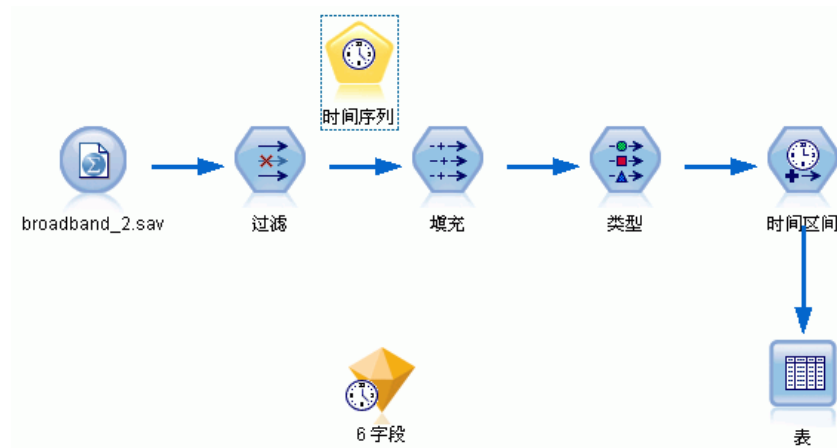 时间序列
broadband_2.sav
过滤
填充
类型
时间区间
6 字段
表